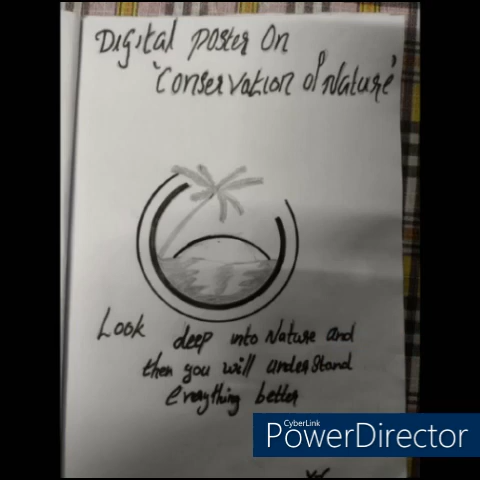 Digital poster On
'Conservation of Nature'
Look deep into Nature and
then you will understand
everything better
CyberLink
PowerDirector